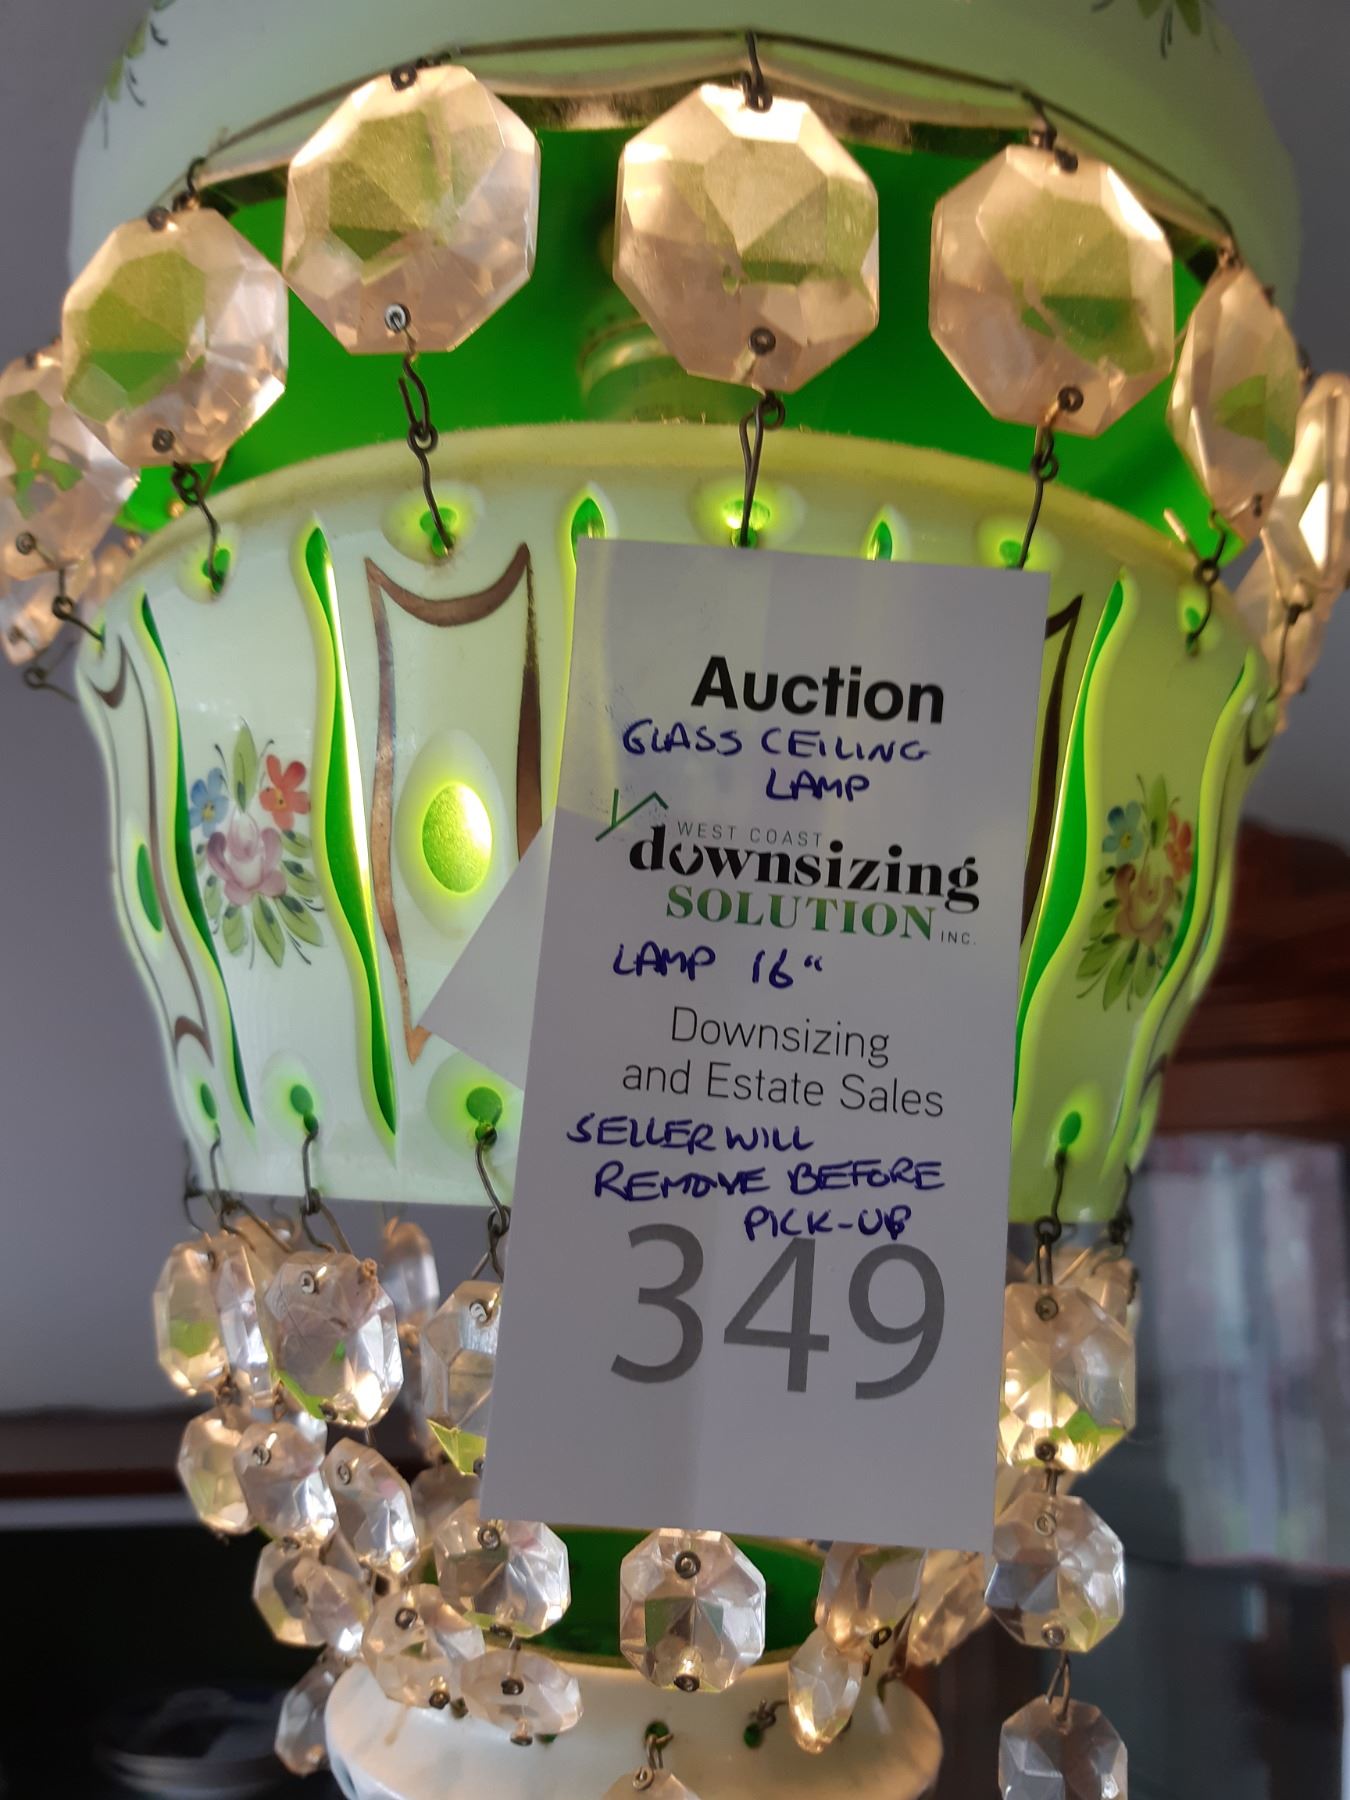 Auction
GLASS CEILING
LAMP
WEST COAST
downsizing
SOLUTION INC.
LAMP 16"
Downsizing
and Estate Sales
SELLER WILL
REMOVE BEFORE
PICK-UP
349